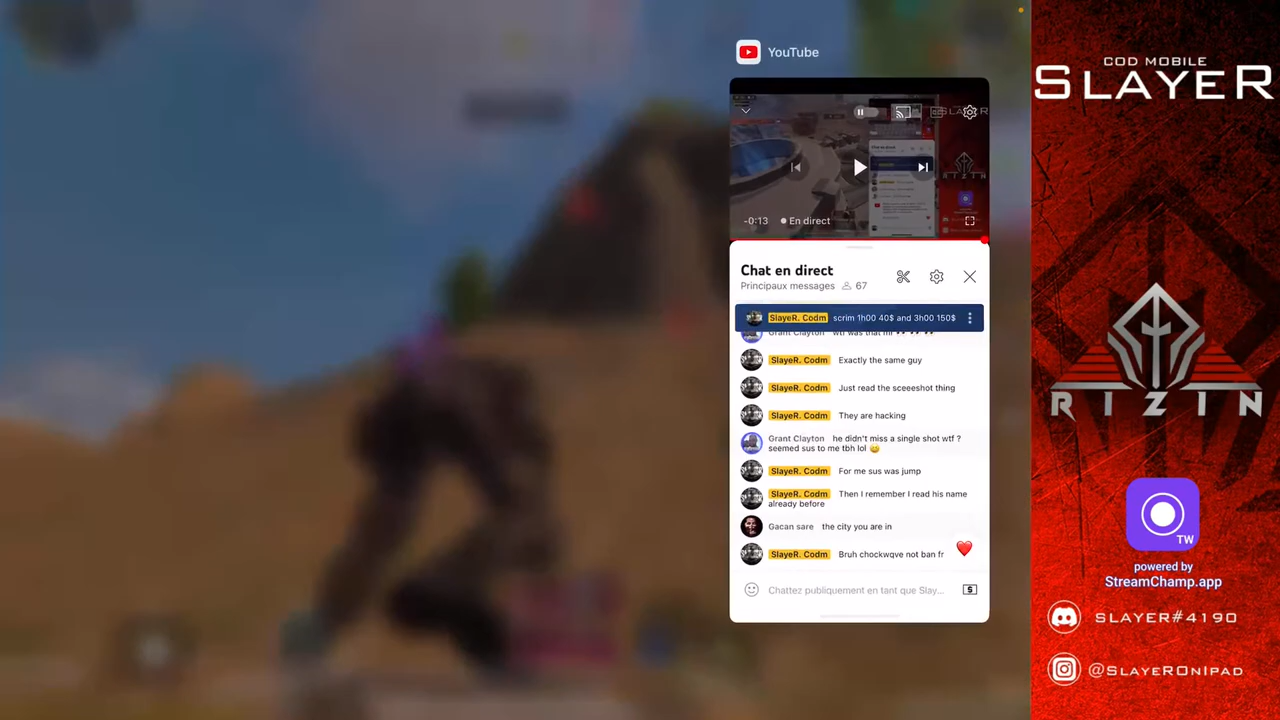 YouTube
-0:13 En direct
Chat en direct
Principaux messages 67
SlayeR. Codm scrim 1h00 40$ and 3h00 150$
Grant Clayton
SlayeR. Codm Exactly the same guy
SlayeR. Codm Just read the sceeeshot thing
SlayeR. Codm They are hacking
Grant Clayton he didn't miss a single shot wtf ?
seemed sus to me tbh lol 😄
SlayeR. Codm For me sus was jump
SlayeR. Codm Then I remember I read his name
already before
Gacan sare the city you are in
SlayeR. Codm Bruh chockwqve not ban fr
Chattez publiquement en tant que Slay...
COD MOBILE
SLAYER
RIZIN
TW
powered by
StreamChamp.app
SLAYER#4190
@SlayeROnIpad